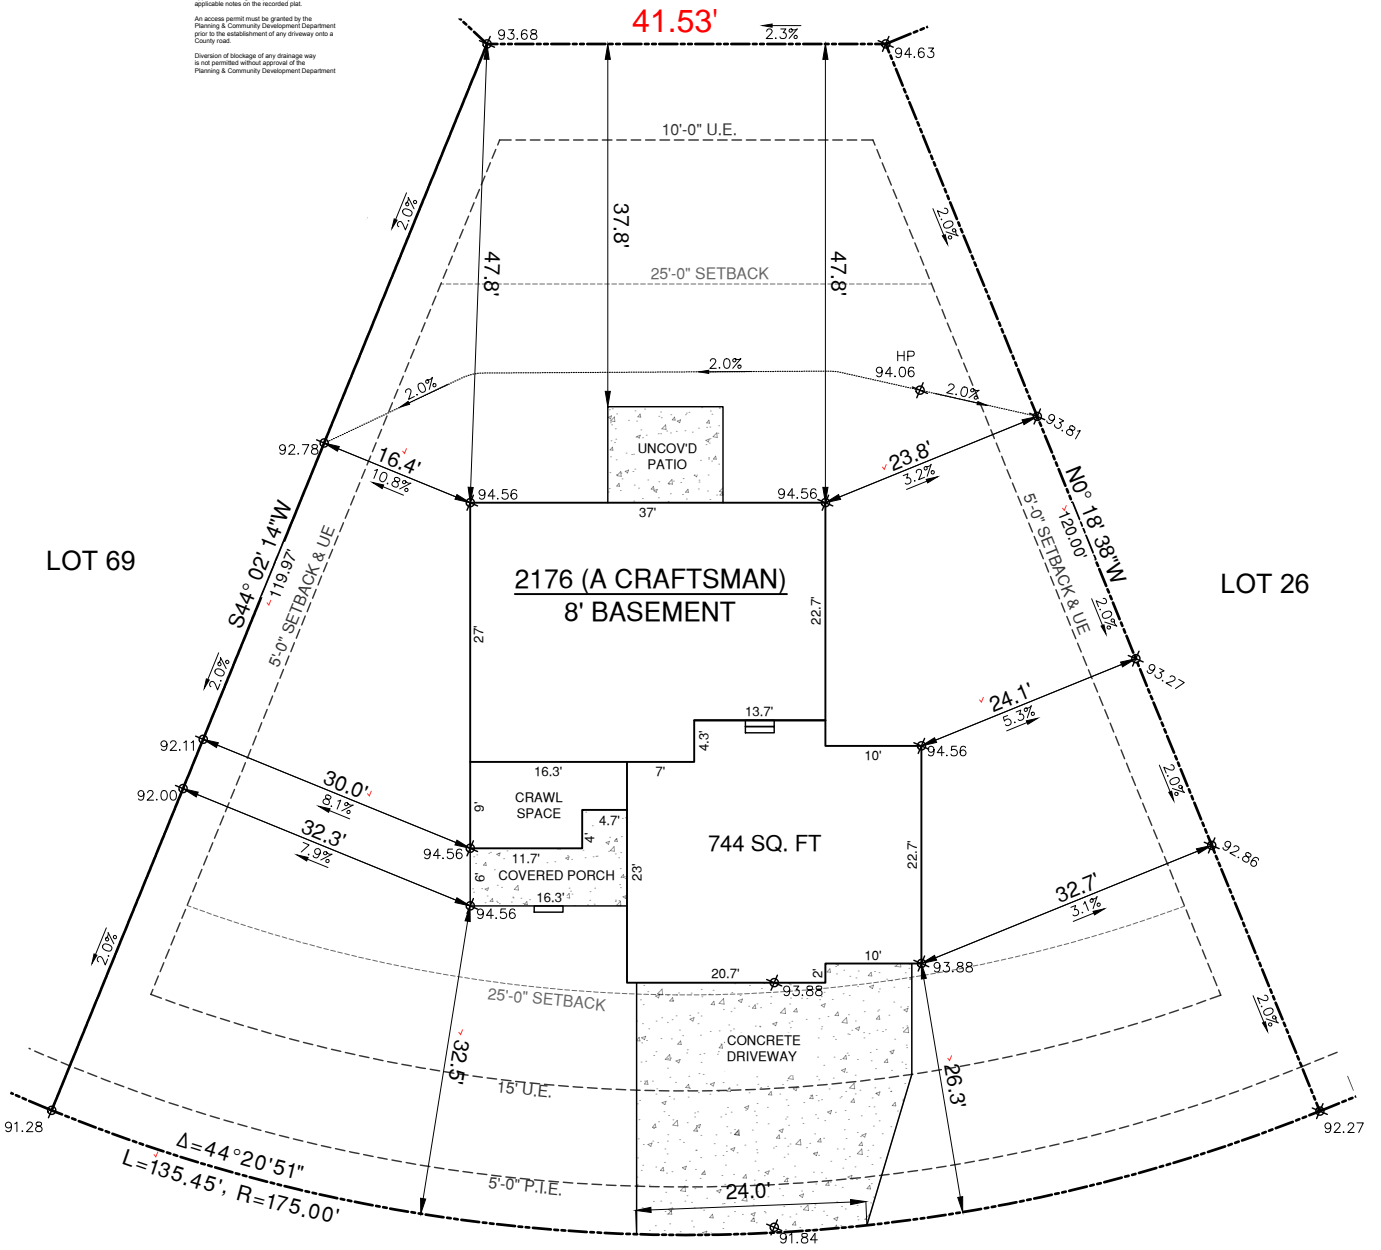 applicable notes on the recorded plat.
An access permit must be granted by the
Planning & Community Development Department
prior to the establishment of any driveway onto a
County road.
Diversion of blockage of any drainage way
is not permitted without approval of the
Planning & Community Development Department
41.53'
93.68
2.3%
94.63
10'-0" U.E.
2.0%
2.0%
37.8'
47.8'
47.8'
25'-0" SETBACK
HP
94.06
2.0%
2.0%
2.0%
93.81
92.78
16.4'
10.8%
23.8'
3.2%
UNCOV'D
PATIO
94.56
94.56
37'
S44° 02' 14"W
119.97'
5'-0" SETBACK & UE
N0° 18' 38"W
120.00'
5'-0" SETBACK & UE
LOT 69
LOT 26
2176 (A CRAFTSMAN)
8' BASEMENT
27'
22.7'
2.0%
2.0%
93.27
24.1'
5.3%
13.7'
4.3'
10'
94.56
92.11
92.00
30.0'
8.1%
32.3'
7.9%
16.3'
7'
CRAWL
SPACE
9'
4.7'
4'
94.56
11.7'
6'
COVERED PORCH
16.3'
94.56
23'
744 SQ. FT
22.7'
2.0%
92.86
32.7'
3.1%
10'
93.88
20.7'
2'
93.88
2.0%
2.0%
25'-0" SETBACK
32.5'
CONCRETE
DRIVEWAY
26.3'
15' U.E.
5'-0" P.I.E.
24.0'
91.84
91.28
92.27
Δ=44°20'51"
L=135.45', R=175.00'